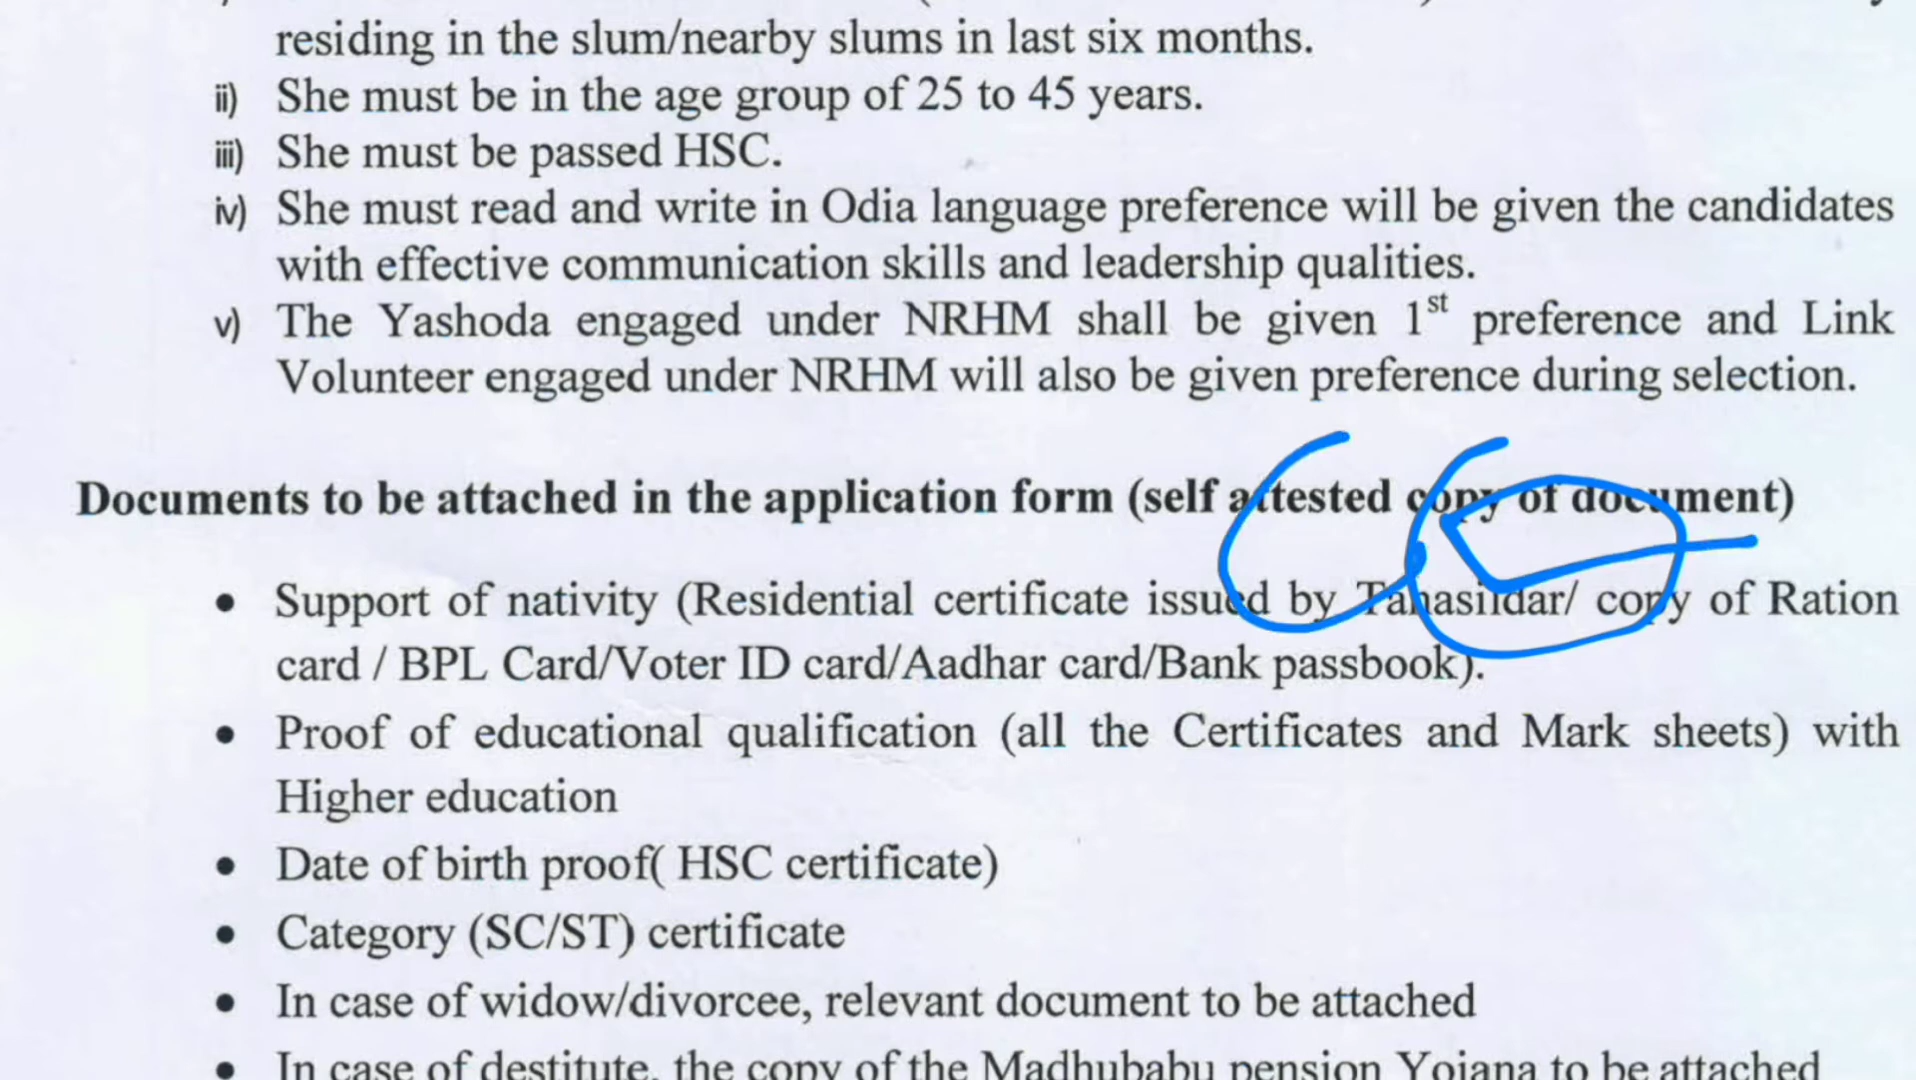 residing in the slum/nearby slums in last six months.
ii) She must be in the age group of 25 to 45 years.
iii) She must be passed HSC.
iv) She must read and write in Odia language preference will be given the candidates
with effective communication skills and leadership qualities.
v) The Yashoda engaged under NRHM shall be given 1st preference and Link
Volunteer engaged under NRHM will also be given preference during selection.
Documents to be attached in the application form (self attested copy of document)
• Support of nativity (Residential certificate issued by Tahasildar/ copy of Ration
card / BPL Card/Voter ID card/Aadhar card/Bank passbook).
• Proof of educational qualification (all the Certificates and Mark sheets) with
Higher education
• Date of birth proof( HSC certificate)
• Category (SC/ST) certificate
• In case of widow/divorcee, relevant document to be attached
• In case of destitute, the copy of the Madhubabu pension Yojana to be attached